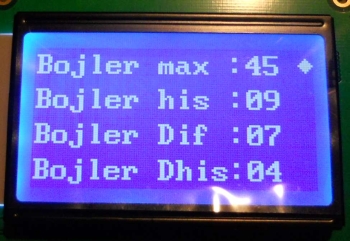 Bojler max :45 ◆
Bojler his :09
Bojler Dif :07
Bojler Dhis:04